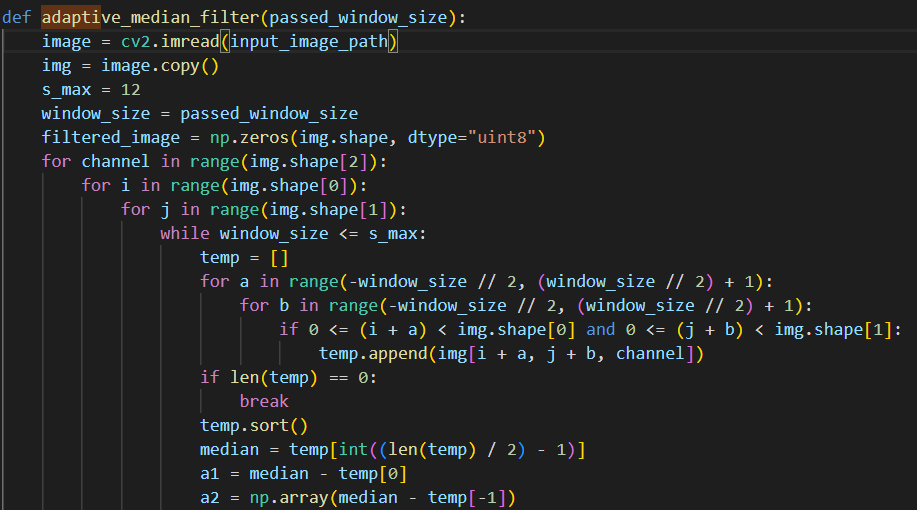 def adaptive_median_filter(passed_window_size):
    image = cv2.imread(input_image_path)
    img = image.copy()
    s_max = 12
    window_size = passed_window_size
    filtered_image = np.zeros(img.shape, dtype="uint8")
    for channel in range(img.shape[2]):
        for i in range(img.shape[0]):
            for j in range(img.shape[1]):
                while window_size <= s_max:
                    temp = []
                    for a in range(-window_size // 2, (window_size // 2) + 1):
                        for b in range(-window_size // 2, (window_size // 2) + 1):
                            if 0 <= (i + a) < img.shape[0] and 0 <= (j + b) < img.shape[1]:
                                temp.append(img[i + a, j + b, channel])
                    if len(temp) == 0:
                        break
                    temp.sort()
                    median = temp[int((len(temp) / 2) - 1)]
                    a1 = median - temp[0]
                    a2 = np.array(median - temp[-1])